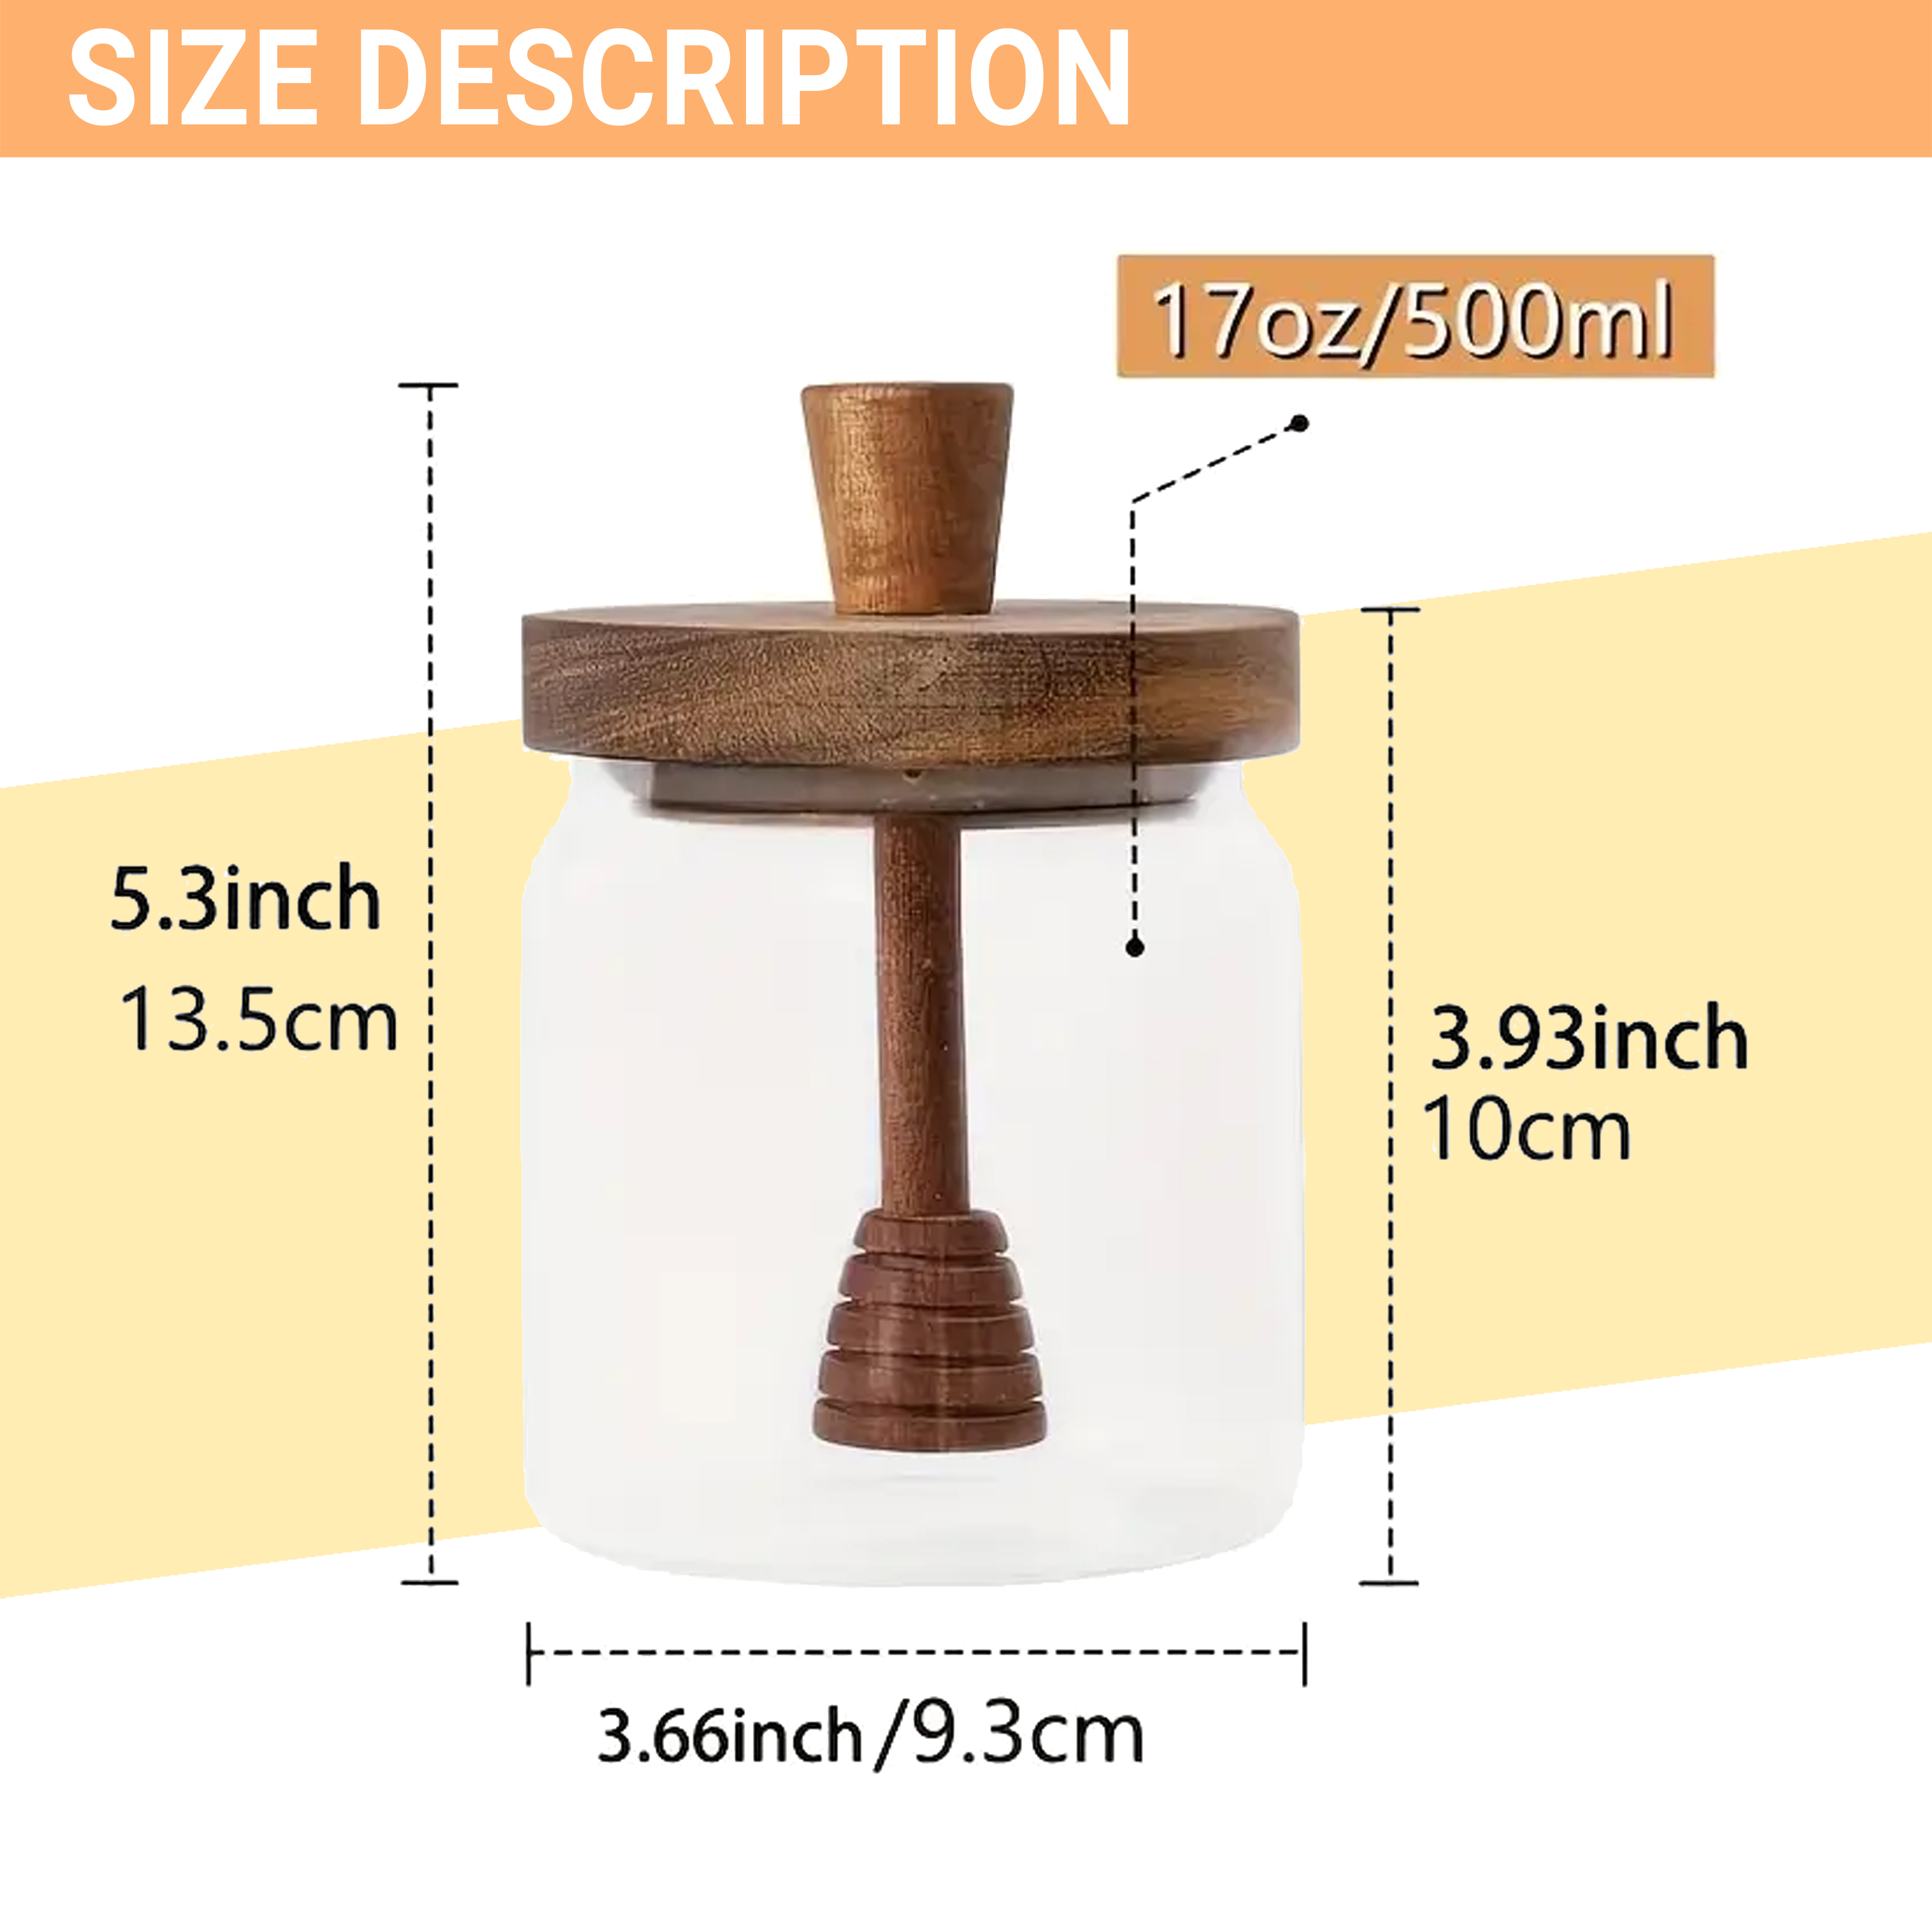 SIZE DESCRIPTION
17oz/500ml
5.3inch
13.5cm
3.93inch
10cm
3.66inch/9.3cm